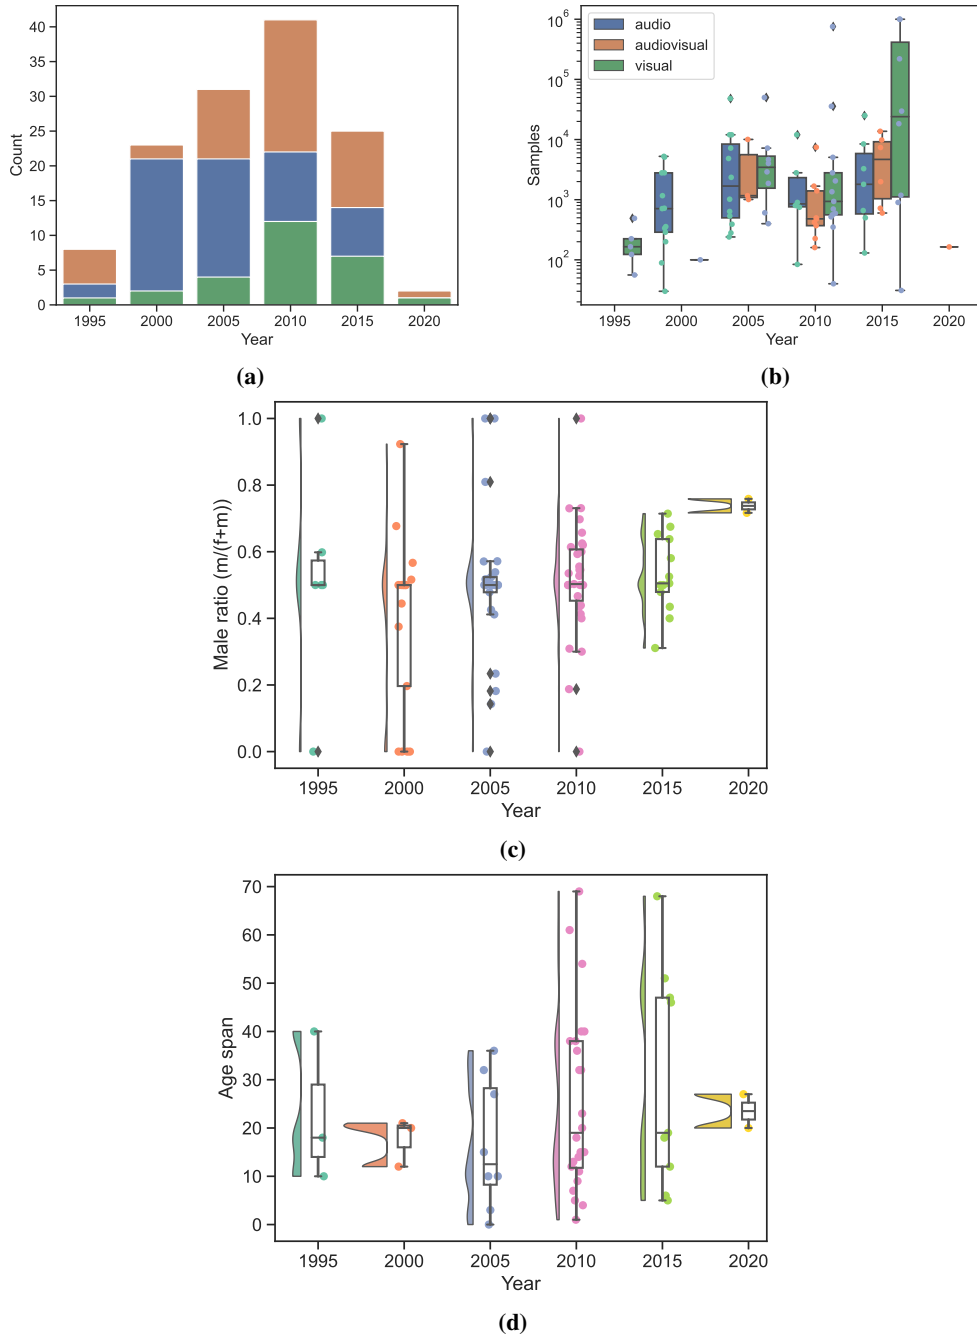 40
35
30
25
20
15
10
5
0
Count
1995 2000 2005 2010 2015 2020
Year
(a)
10^6
10^5
10^4
10^3
10^2
Samples
audio
audiovisual
visual
1995 2000 2005 2010 2015 2020
Year
(b)
1.0
0.8
0.6
0.4
0.2
0.0
Male ratio (m/(f+m))
1995 2000 2005 2010 2015 2020
Year
(c)
70
60
50
40
30
20
10
0
Age span
1995 2000 2005 2010 2015 2020
Year
(d)